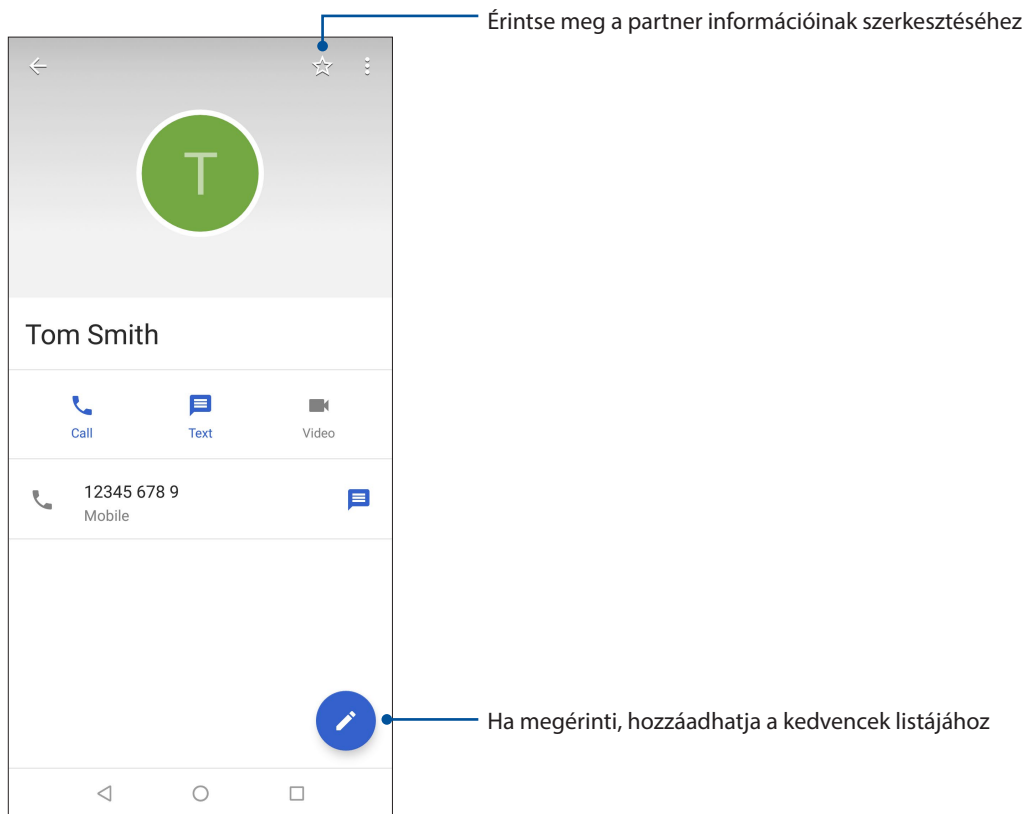 Érintse meg a partner információinak szerkesztéséhez
T
Tom Smith
Call Text Video
12345 678 9
Mobile
Ha megérinti, hozzáadhatja a kedvencek listájához